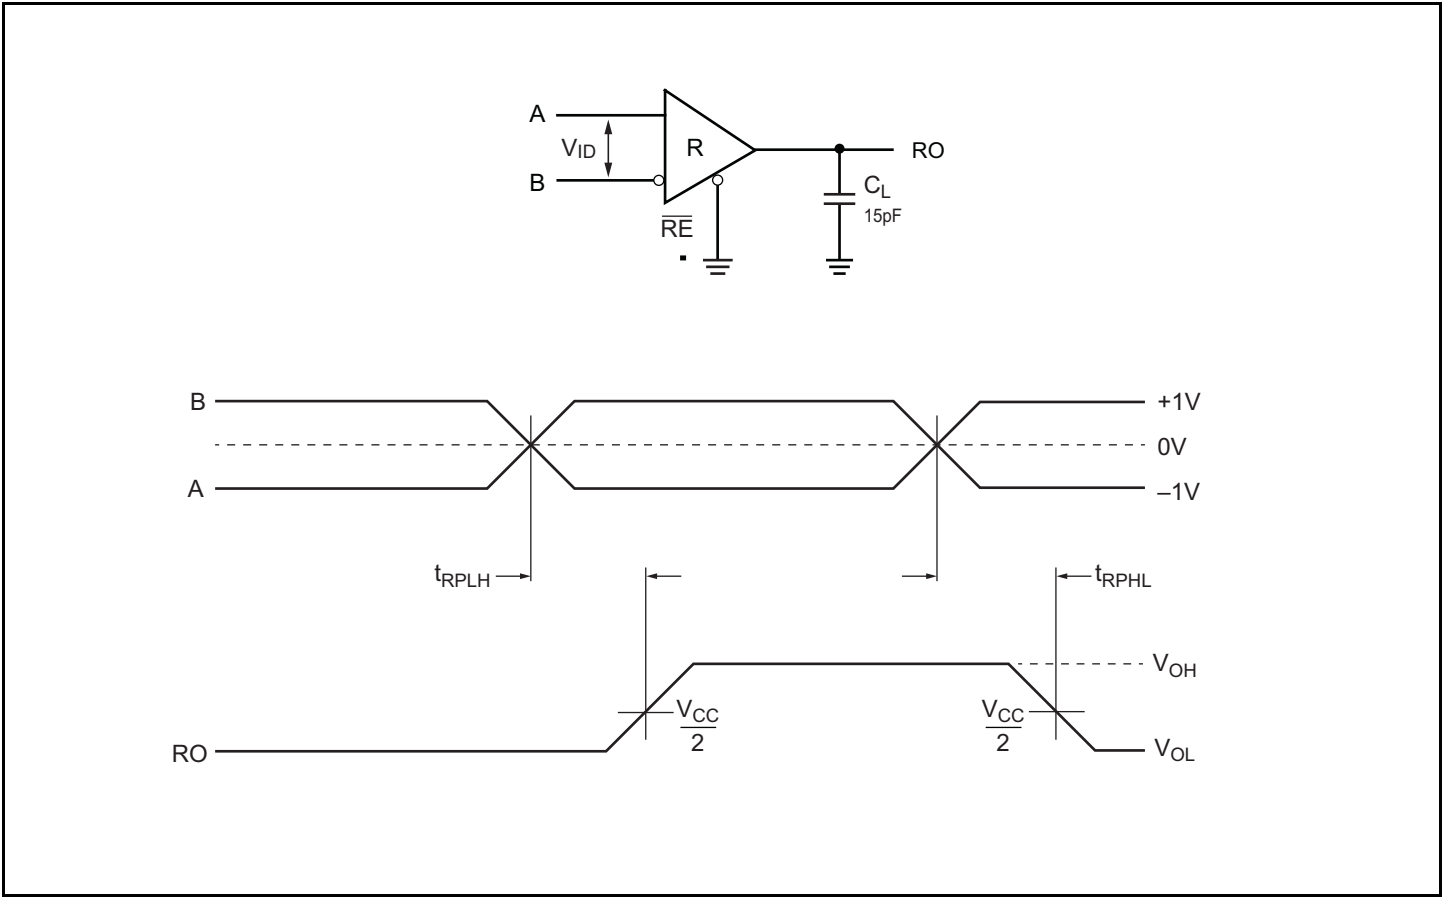 A
VID
R
RO
B
CL
15pF
RE
B
+1V
0V
A
–1V
tRPLH
tRPHL
VOH
VCC
2
VCC
2
RO
VOL